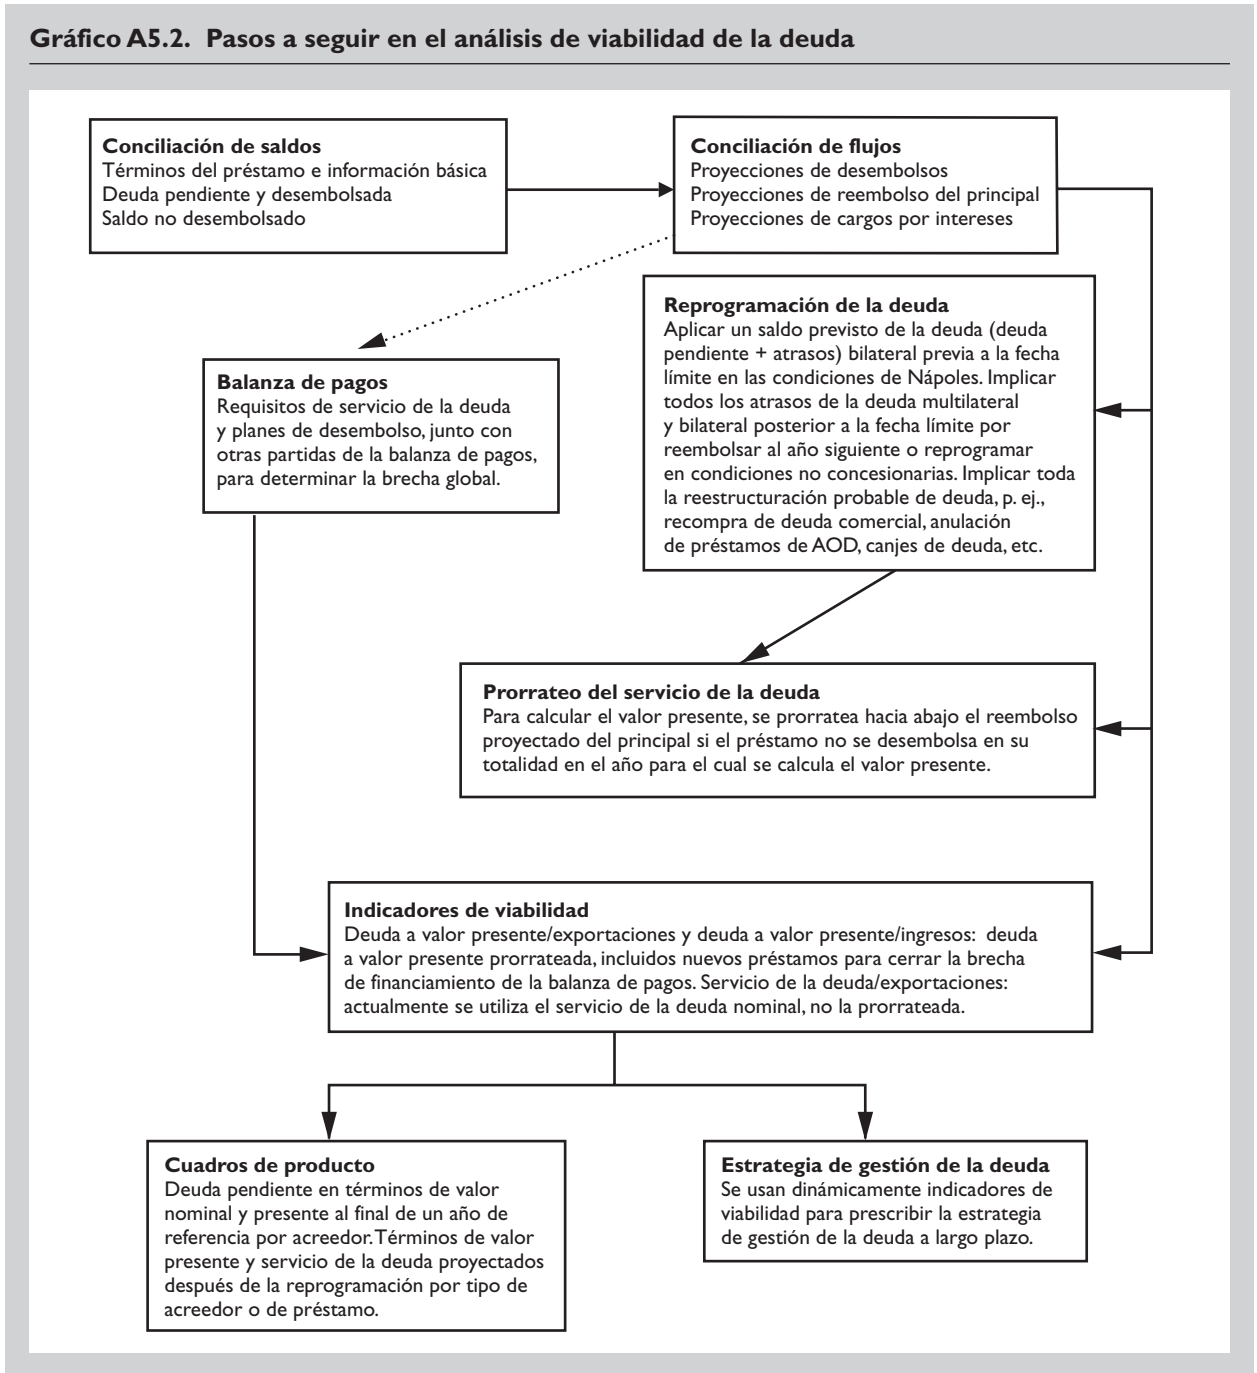 Gráfico A5.2. Pasos a seguir en el análisis de viabilidad de la deuda
Conciliación de saldos
Términos del préstamo e información básica
Deuda pendiente y desembolsada
Saldo no desembolsado
Conciliación de flujos
Proyecciones de desembolsos
Proyecciones de reembolso del principal
Proyecciones de cargos por intereses
Reprogramación de la deuda
Aplicar un saldo previsto de la deuda (deuda
pendiente + atrasos) bilateral previa a la fecha
límite en las condiciones de Nápoles. Implicar
todos los atrasos de la deuda multilateral
y bilateral posterior a la fecha límite por
reembolsar al año siguiente o reprogramar
en condiciones no concesionarias. Implicar toda
la reestructuración probable de deuda, p. ej.,
recompra de deuda comercial, anulación
de préstamos de AOD, canjes de deuda, etc.
Balanza de pagos
Requisitos de servicio de la deuda
y planes de desembolso, junto con
otras partidas de la balanza de pagos,
para determinar la brecha global.
Prorrateo del servicio de la deuda
Para calcular el valor presente, se prorratea hacia abajo el reembolso
proyectado del principal si el préstamo no se desembolsa en su
totalidad en el año para el cual se calcula el valor presente.
Indicadores de viabilidad
Deuda a valor presente/exportaciones y deuda a valor presente/ingresos: deuda
a valor presente prorrateada, incluidos nuevos préstamos para cerrar la brecha
de financiamiento de la balanza de pagos. Servicio de la deuda/exportaciones:
actualmente se utiliza el servicio de la deuda nominal, no la prorrateada.
Cuadros de producto
Deuda pendiente en términos de valor
nominal y presente al final de un año de
referencia por acreedor. Términos de valor
presente y servicio de la deuda proyectados
después de la reprogramación por tipo de
acreedor o de préstamo.
Estrategia de gestión de la deuda
Se usan dinámicamente indicadores de
viabilidad para prescribir la estrategia
de gestión de la deuda a largo plazo.